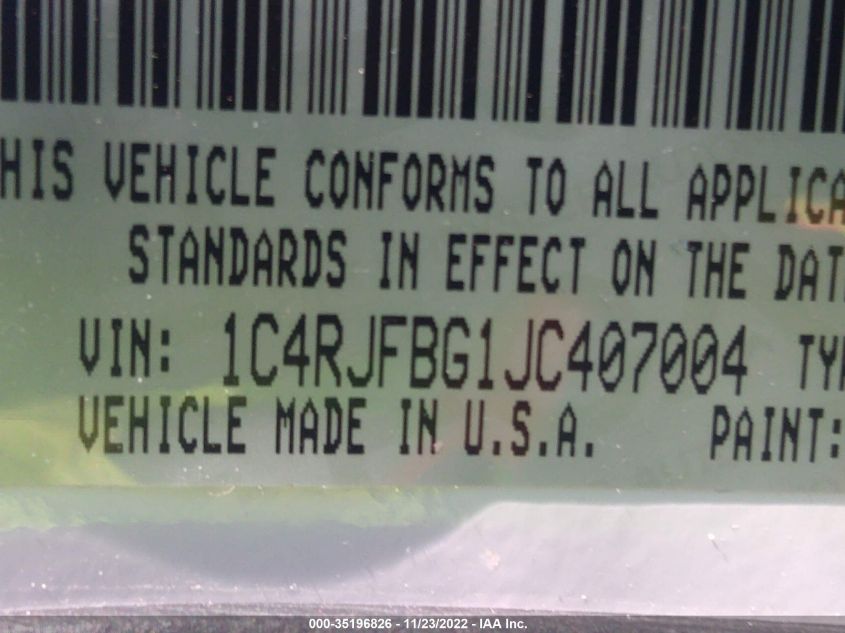 HIS VEHICLE CONFORMS TO ALL APPLICA
STANDARDS IN EFFECT ON THE DAT
VIN: 1C4RJFBG1JC407004 TY
VEHICLE MADE IN U.S.A. PAINT:
000-35196826 - 11/23/2022 - IAA Inc.